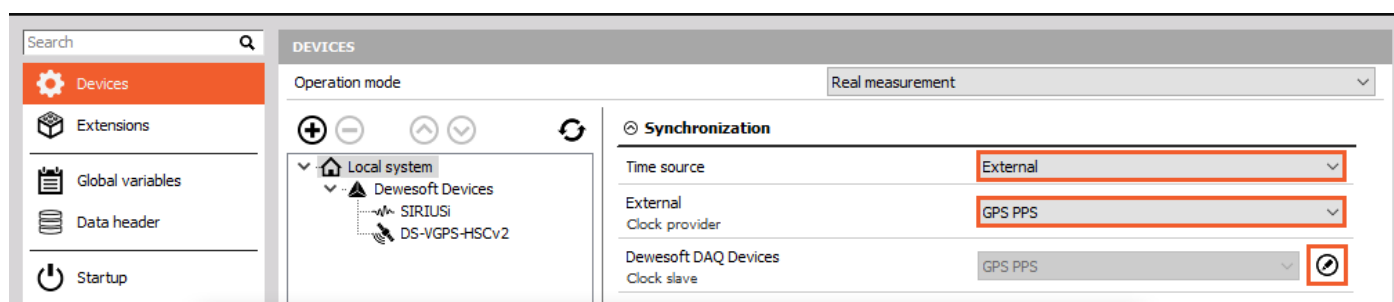 Search
DEVICES
Devices
Operation mode
Real measurement
Extensions
Synchronization
Local system
Time source
External
Global variables
Dewesoft Devices
SIRIUSi
External
Clock provider
GPS PPS
Data header
DS-VGPS-HSCv2
Dewesoft DAQ Devices
Clock slave
GPS PPS
Startup